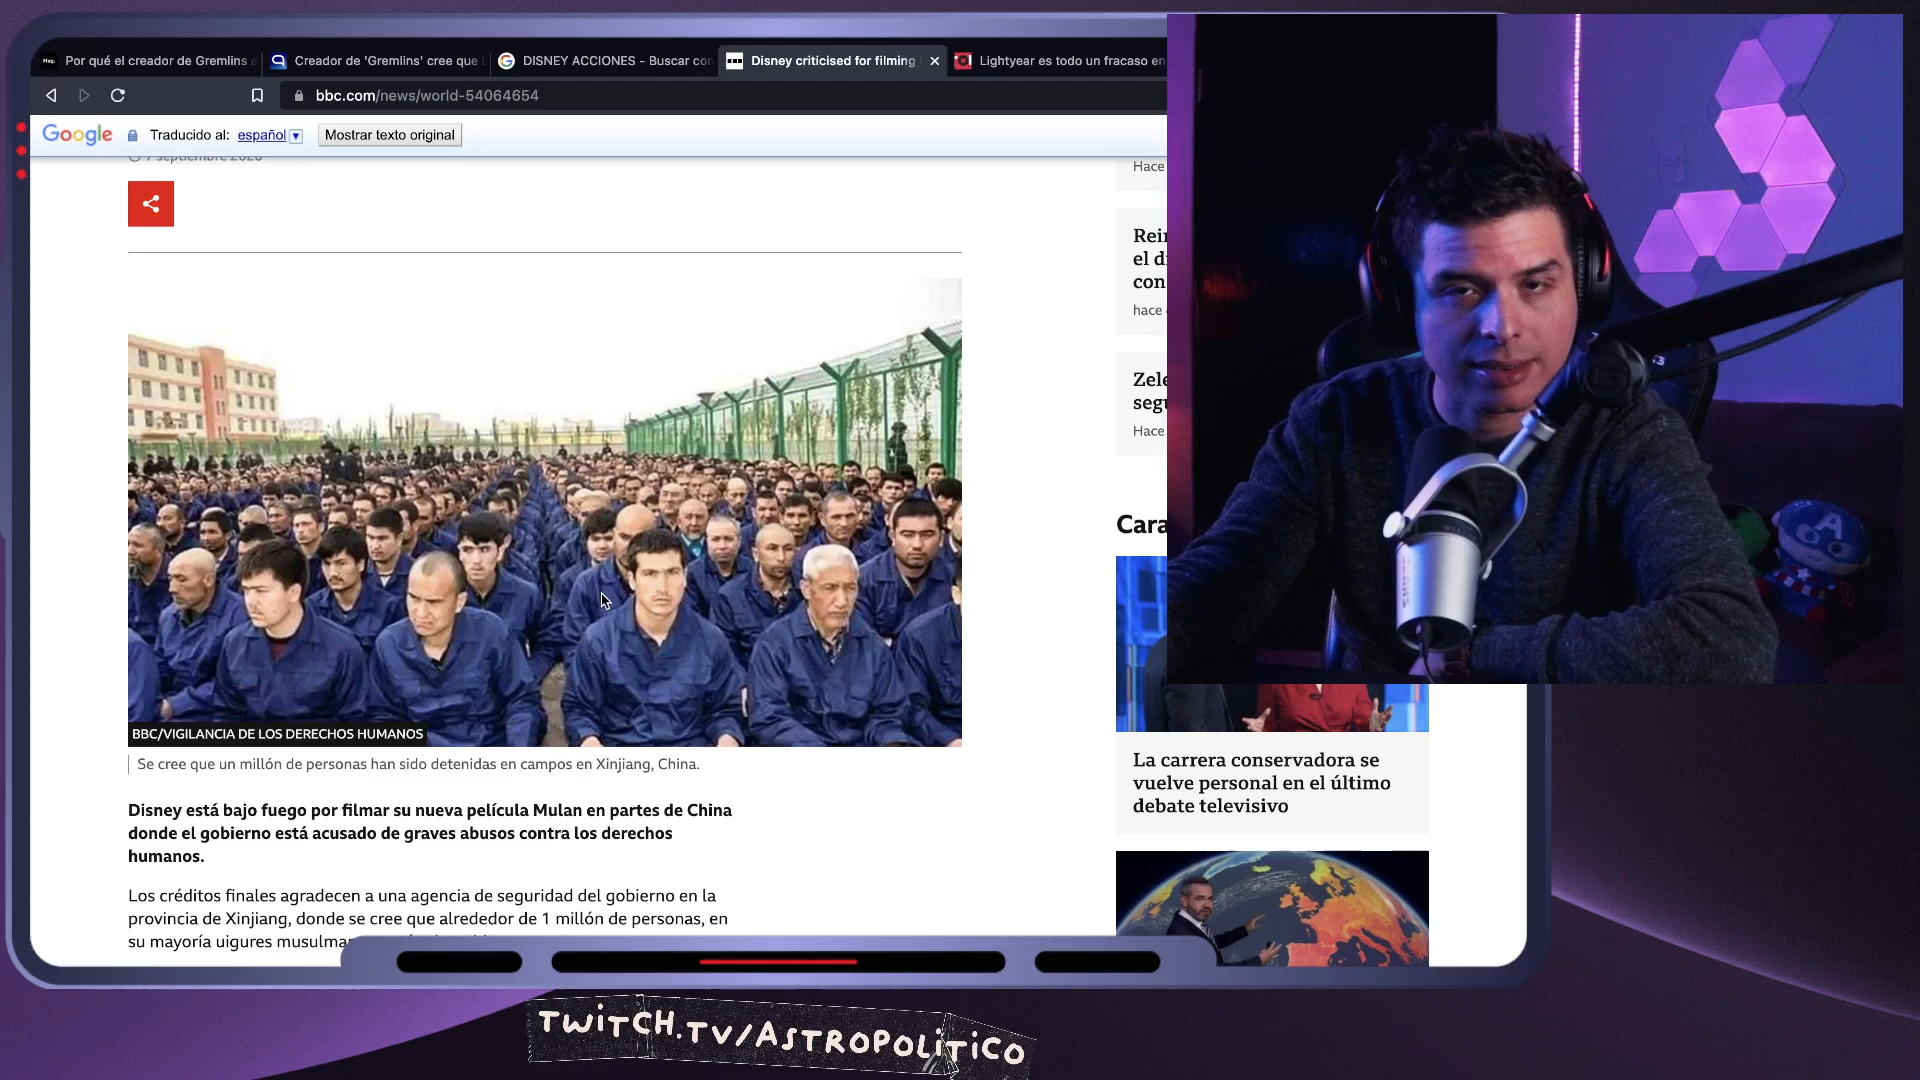 Por qué el creador de Gremlins
Creador de 'Gremlins' cree que
DISNEY ACCIONES - Buscar con
Disney criticised for filming
Lightyear es todo un fracaso en
bbc.com/news/world-54064654
Google
Traducido al: español
Mostrar texto original
7 septiembre 2020
BBC/VIGILANCIA DE LOS DERECHOS HUMANOS
Se cree que un millón de personas han sido detenidas en campos en Xinjiang, China.
Disney está bajo fuego por filmar su nueva película Mulan en partes de China
donde el gobierno está acusado de graves abusos contra los derechos
humanos.
Los créditos finales agradecen a una agencia de seguridad del gobierno en la
provincia de Xinjiang, donde se cree que alrededor de 1 millón de personas, en
su mayoría uigures
Hace
el
con
hace
Hace
Cara
La carrera conservadora se
vuelve personal en el último
debate televisivo
SHURE
A
TWITCH.TV/ASTROPOLITICO